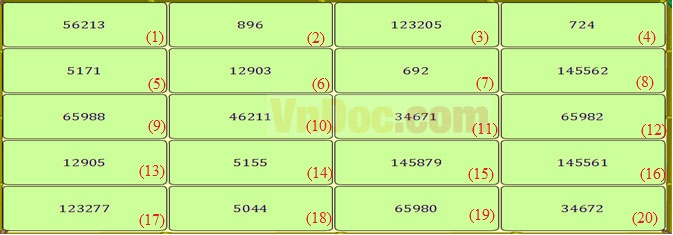 56213 (1) 896 (2) 123205 (3) 724 (4)
5171 (5) 12903 (6) 692 (7) 145562 (8)
VnDoc.com
65988 (9) 46211 (10) 34671 (11) 65982 (12)
12905 (13) 5155 (14) 145879 (15) 145561 (16)
123277 (17) 5044 (18) 65980 (19) 34672 (20)